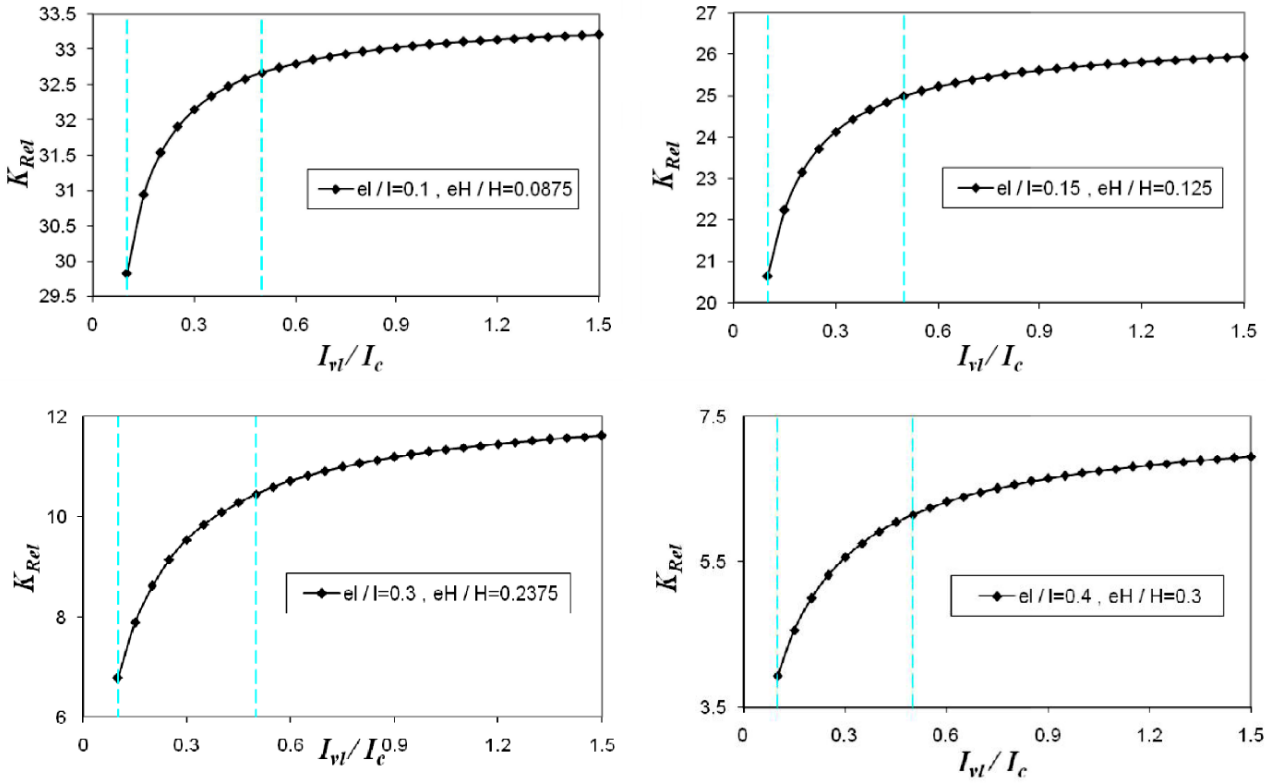 33.5
33
32.5
32
31.5
31
30.5
30
29.5
K_Rel
el / l=0.1 , eH / H=0.0875
0 0.3 0.6 0.9 1.2 1.5
I_vl / I_c
27
26
25
24
23
22
21
20
K_Rel
el / l=0.15 , eH / H=0.125
0 0.3 0.6 0.9 1.2 1.5
I_vl / I_c
12
10
8
6
K_Rel
el / l=0.3 , eH / H=0.2375
0 0.3 0.6 0.9 1.2 1.5
I_vl / I_c
7.5
5.5
3.5
K_Rel
el / l=0.4 , eH / H=0.3
0 0.3 0.6 0.9 1.2 1.5
I_vl / I_c